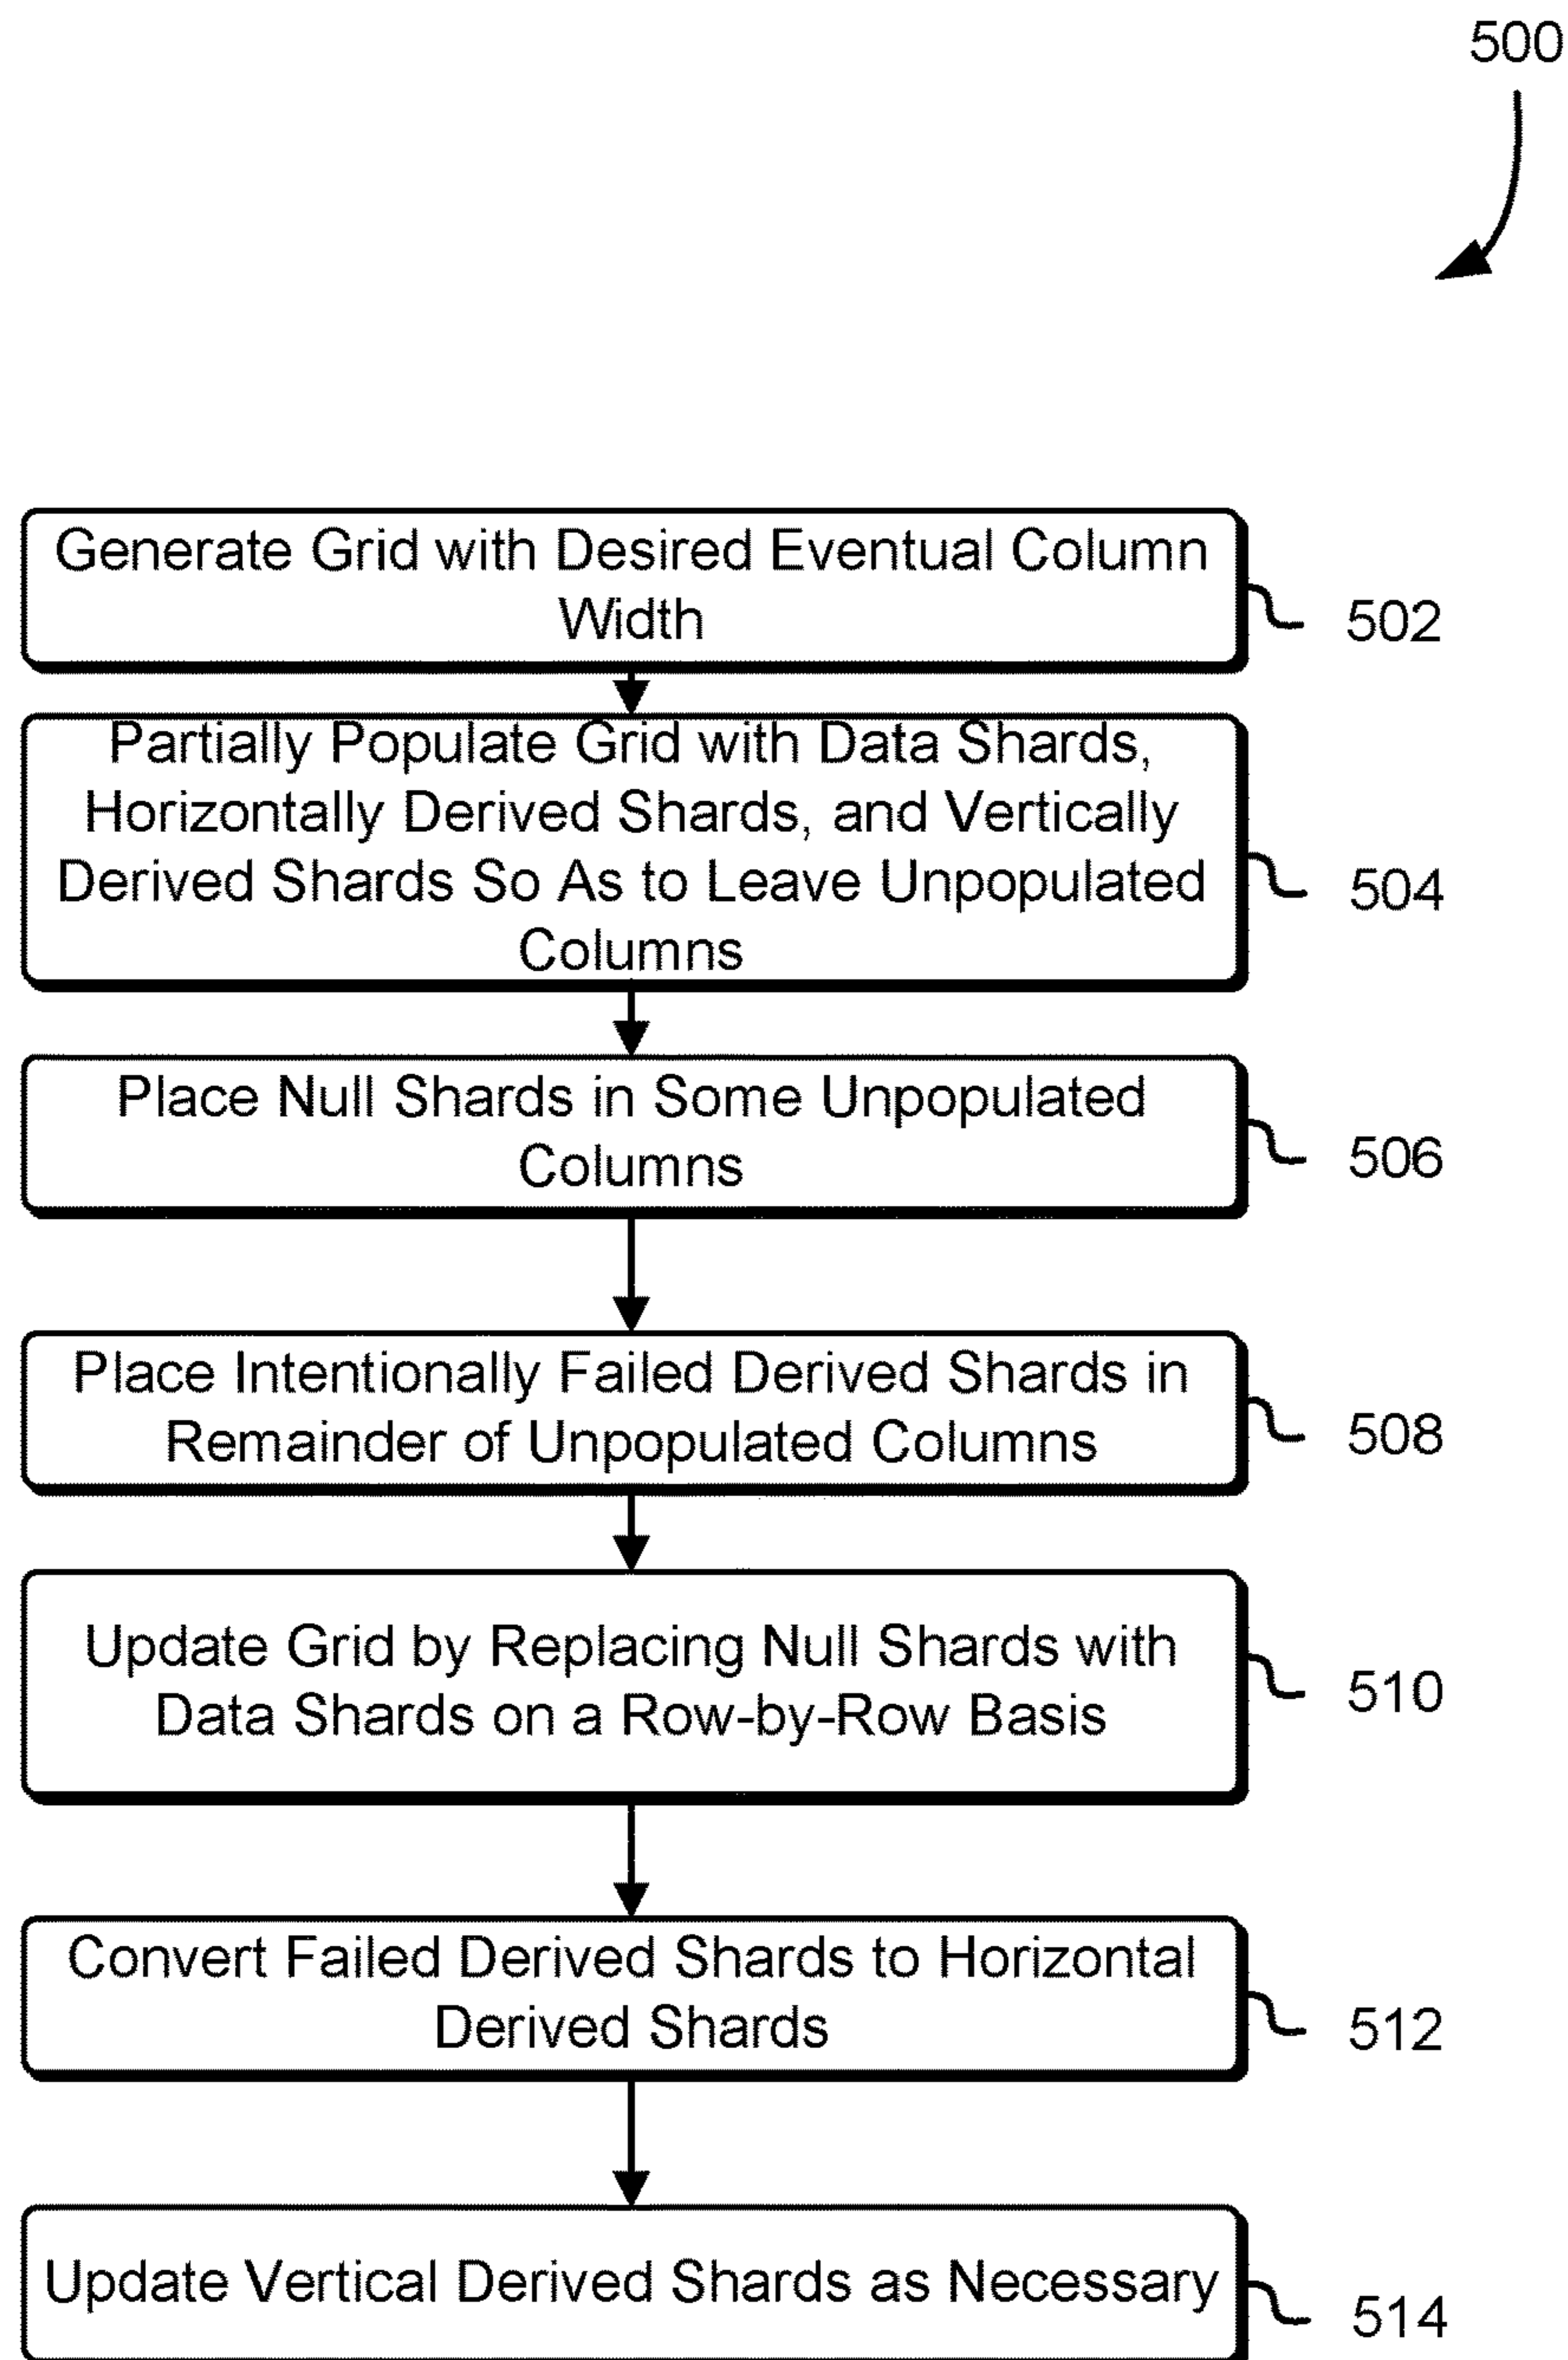 500
Generate Grid with Desired Eventual Column
Width
502
Partially Populate Grid with Data Shards,
Horizontally Derived Shards, and Vertically
Derived Shards So As to Leave Unpopulated
Columns
504
Place Null Shards in Some Unpopulated
Columns
506
Place Intentionally Failed Derived Shards in
Remainder of Unpopulated Columns
508
Update Grid by Replacing Null Shards with
Data Shards on a Row-by-Row Basis
510
Convert Failed Derived Shards to Horizontal
Derived Shards
512
Update Vertical Derived Shards as Necessary
514